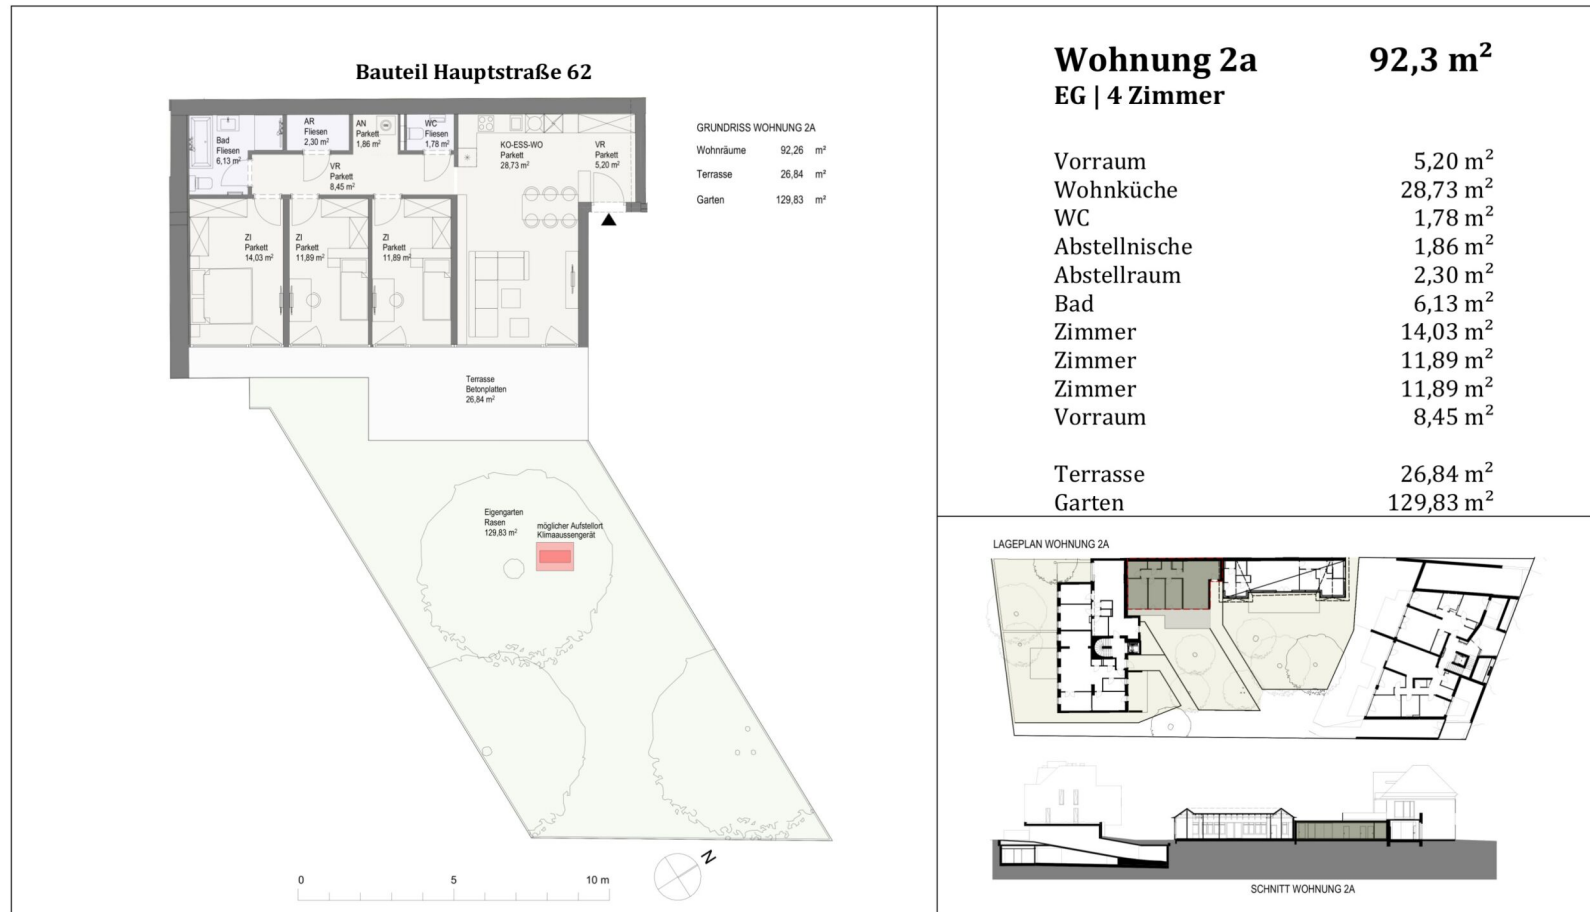 Bauteil Hauptstraße 62
Bad
Fliesen
6,13 m²
AR
Fliesen
2,30 m²
AN
Parkett
1,86 m²
WC
Fliesen
1,78 m²
KO-ESS-WO
Parkett
28,73 m²
VR
Parkett
5,20 m²
VR
Parkett
8,45 m²
ZI
Parkett
14,03 m²
ZI
Parkett
11,89 m²
ZI
Parkett
11,89 m²
Terrasse
Betonplatten
26,84 m²
Eigengarten
Rasen
129,83 m²
möglicher Aufstellort
Klimaaussengerät
0 5 10 m
N
GRUNDRISS WOHNUNG 2A
Wohnräume 92,26 m²
Terrasse 26,84 m²
Garten 129,83 m²
Wohnung 2a 92,3 m²
EG | 4 Zimmer
Vorraum 5,20 m²
Wohnküche 28,73 m²
WC 1,78 m²
Abstellnische 1,86 m²
Abstellraum 2,30 m²
Bad 6,13 m²
Zimmer 14,03 m²
Zimmer 11,89 m²
Zimmer 11,89 m²
Vorraum 8,45 m²
Terrasse 26,84 m²
Garten 129,83 m²
LAGEPLAN WOHNUNG 2A
SCHNITT WOHNUNG 2A